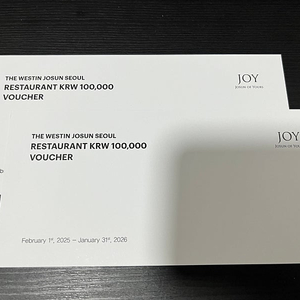 THE WESTIN JOSUN SEOUL
RESTAURANT KRW 100,000
VOUCHER
JOY
JOSUN OF YOURS
THE WESTIN JOSUN SEOUL
RESTAURANT KRW 100,000
VOUCHER
JOY
JOSUN OF YOURS
February 1st, 2025 – January 31st, 2026